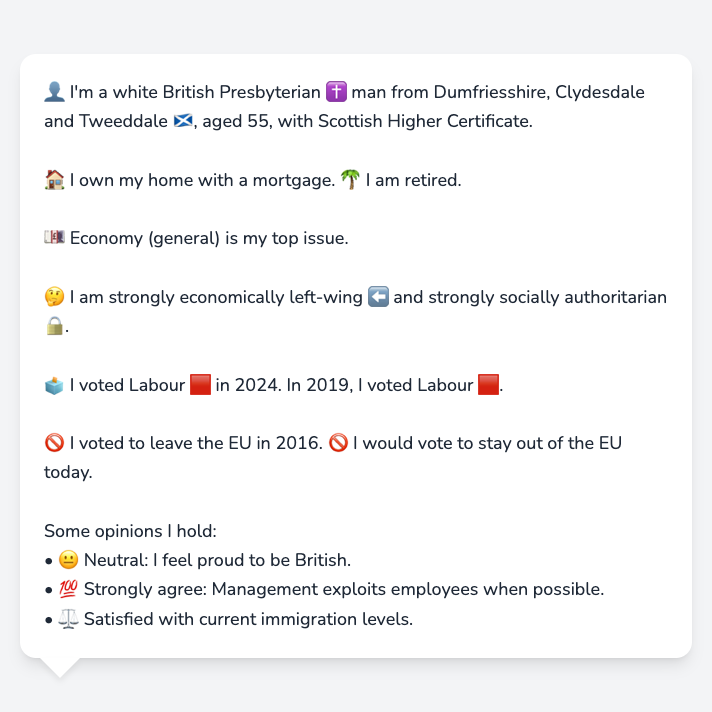 👤 I'm a white British Presbyterian ✝️ man from Dumfriesshire, Clydesdale
and Tweeddale 🏴󠁧󠁢󠁳󠁣󠁴󠁿, aged 55, with Scottish Higher Certificate.
🏠 I own my home with a mortgage. 🌴 I am retired.
💷 Economy (general) is my top issue.
🤔 I am strongly economically left-wing ⬅️ and strongly socially authoritarian
🔒.
🗳️ I voted Labour 🟥 in 2024. In 2019, I voted Labour 🟥.
🚫 I voted to leave the EU in 2016. 🚫 I would vote to stay out of the EU
today.
Some opinions I hold:
• 😐 Neutral: I feel proud to be British.
• 💯 Strongly agree: Management exploits employees when possible.
• ⚖️ Satisfied with current immigration levels.